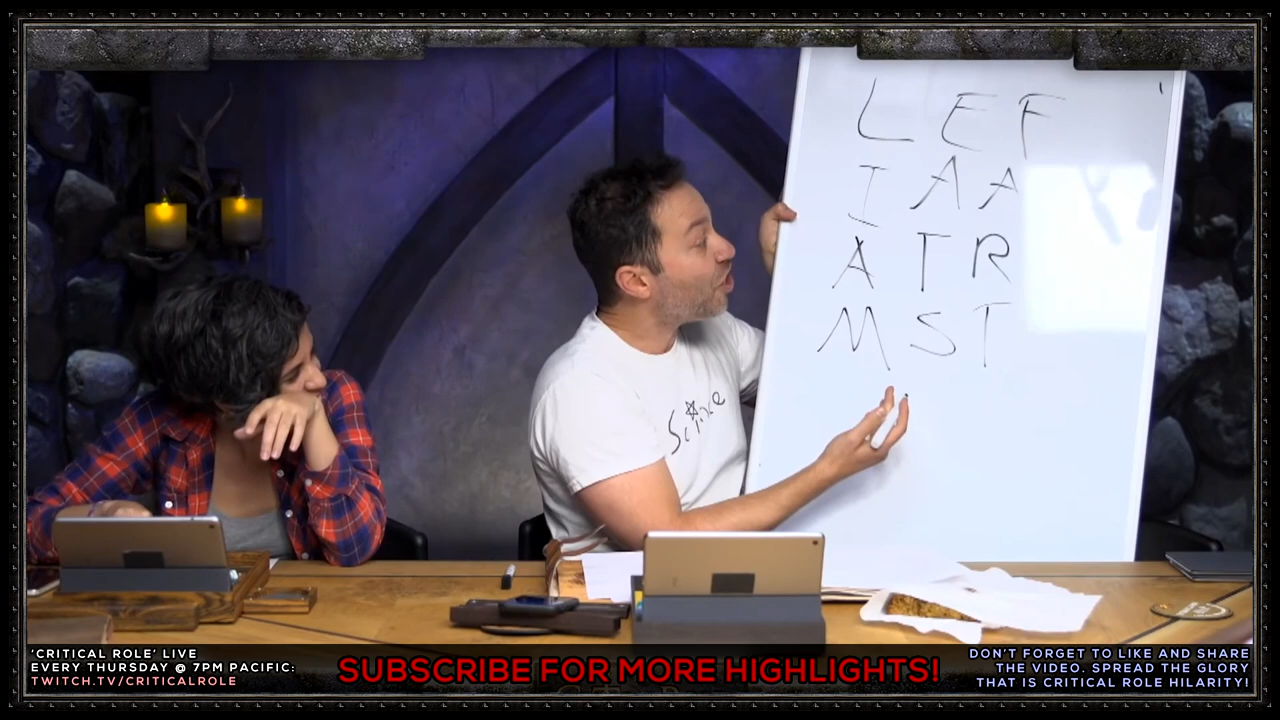 L E F
I A A
A T R
M S T
'CRITICAL ROLE' LIVE
EVERY THURSDAY @ 7PM PACIFIC:
TWITCH.TV/CRITICALROLE
SUBSCRIBE FOR MORE HIGHLIGHTS!
DON'T FORGET TO LIKE AND SHARE
THE VIDEO. SPREAD THE GLORY
THAT IS CRITICAL ROLE HILARITY!